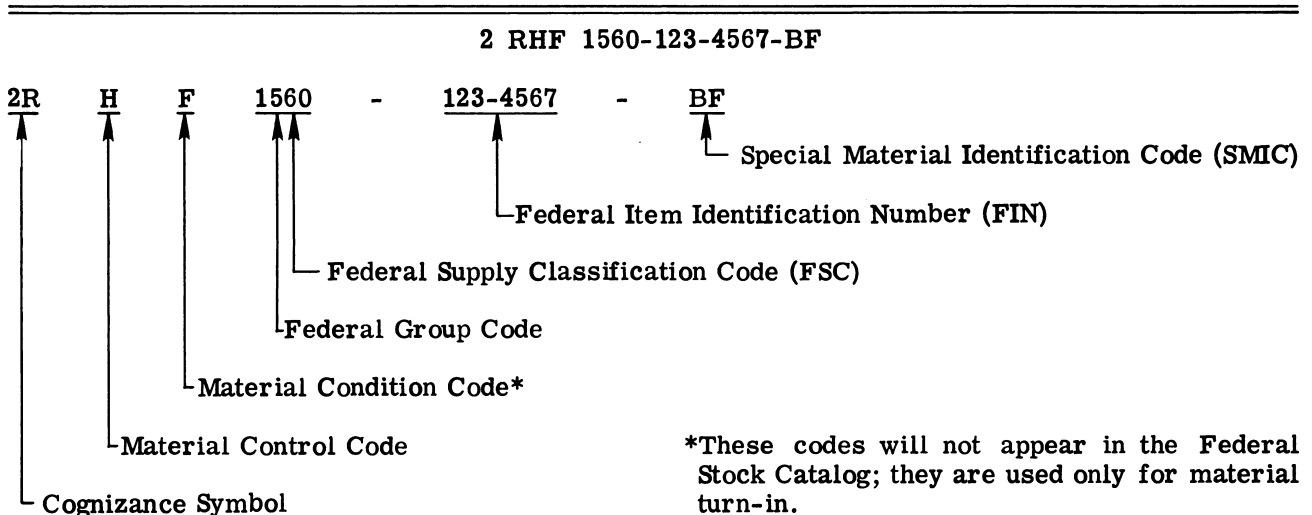 2 RHF 1560-123-4567-BF
2R H F 1560 - 123-4567 - BF
Special Material Identification Code (SMIC)
Federal Item Identification Number (FIN)
Federal Supply Classification Code (FSC)
Federal Group Code
Material Condition Code*
Material Control Code
Cognizance Symbol
*These codes will not appear in the Federal
Stock Catalog; they are used only for material
turn-in.